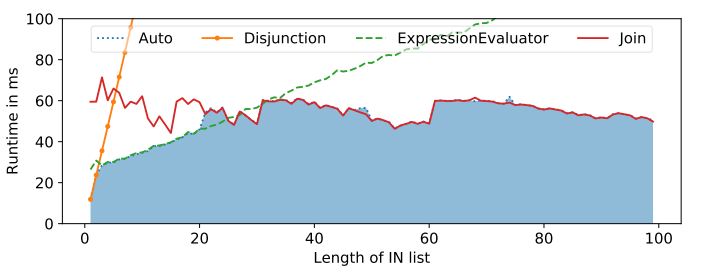 100
80
60
40
20
0
Runtime in ms
Auto
Disjunction
ExpressionEvaluator
Join
0 20 40 60 80 100
Length of IN list